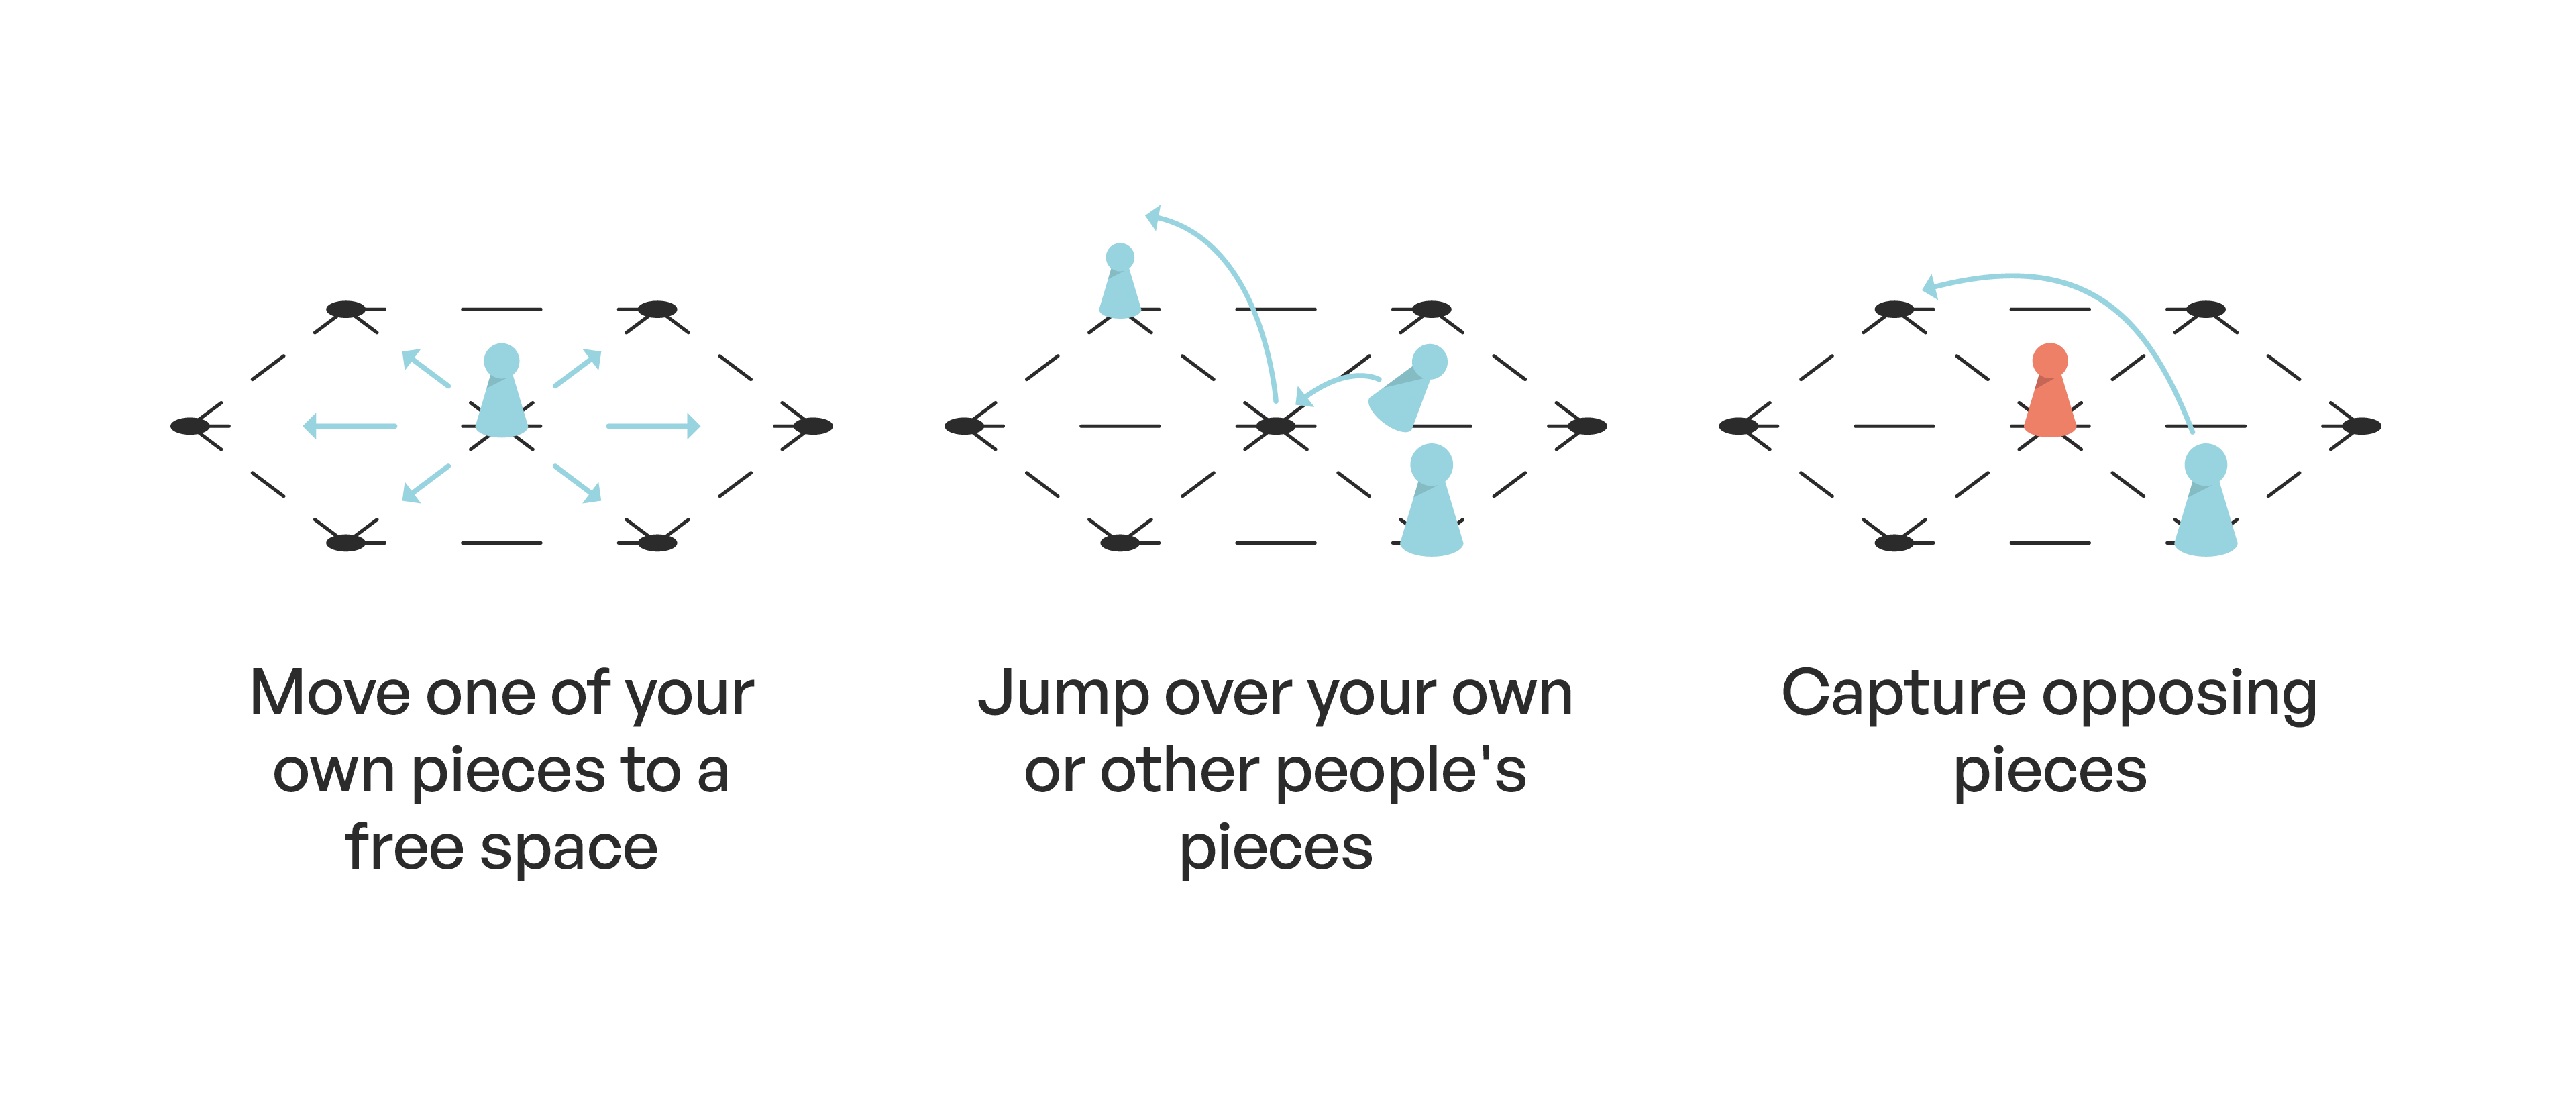 Move one of your
own pieces to a
free space
Jump over your own
or other people's
pieces
Capture opposing
pieces